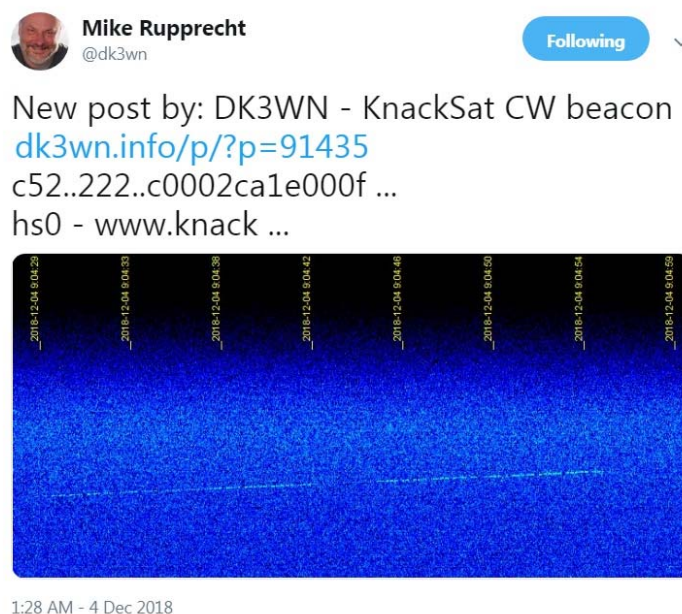 Mike Rupprecht
@dk3wn
Following
New post by: DK3WN - KnackSat CW beacon
dk3wn.info/p/?p=91435
c52..222..c0002ca1e000f ...
hs0 - www.knack ...
2018-12-04 9:04:29
2018-12-04 9:04:33
2018-12-04 9:04:38
2018-12-04 9:04:42
2018-12-04 9:04:46
2018-12-04 9:04:50
2018-12-04 9:04:54
2018-12-04 9:04:59
1:28 AM - 4 Dec 2018